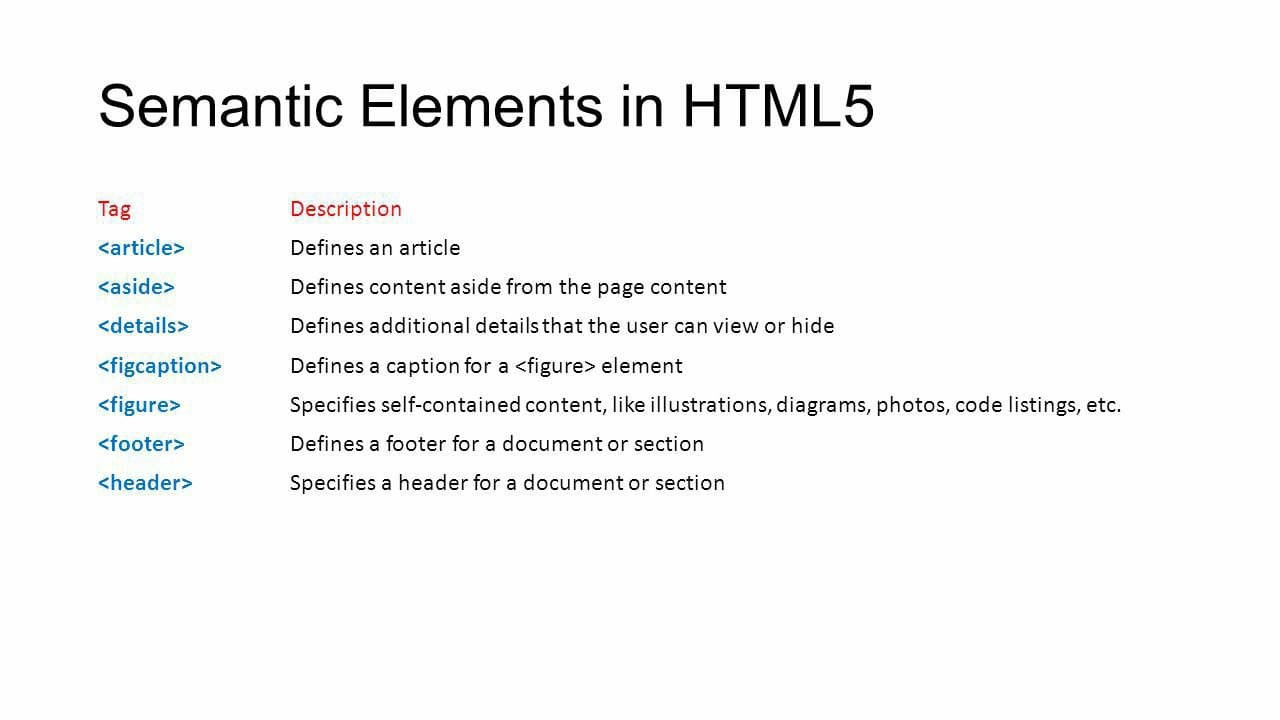 Semantic Elements in HTML5
Tag Description
<article> Defines an article
<aside> Defines content aside from the page content
<details> Defines additional details that the user can view or hide
<figcaption> Defines a caption for a <figure> element
<figure> Specifies self-contained content, like illustrations, diagrams, photos, code listings, etc.
<footer> Defines a footer for a document or section
<header> Specifies a header for a document or section